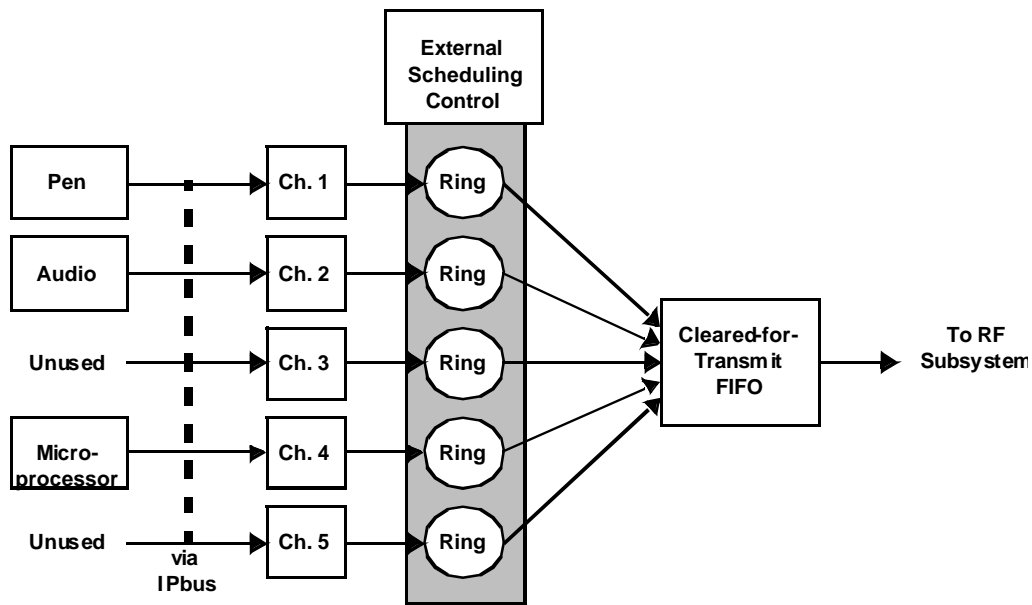 External
Scheduling
Control
Pen
Ch. 1
Ring
Audio
Ch. 2
Ring
Unused
Ch. 3
Ring
Cleared-for-
Transmit
FIFO
To RF
Subsystem
Micro-
processor
Ch. 4
Ring
Unused
Ch. 5
Ring
via
IPbus